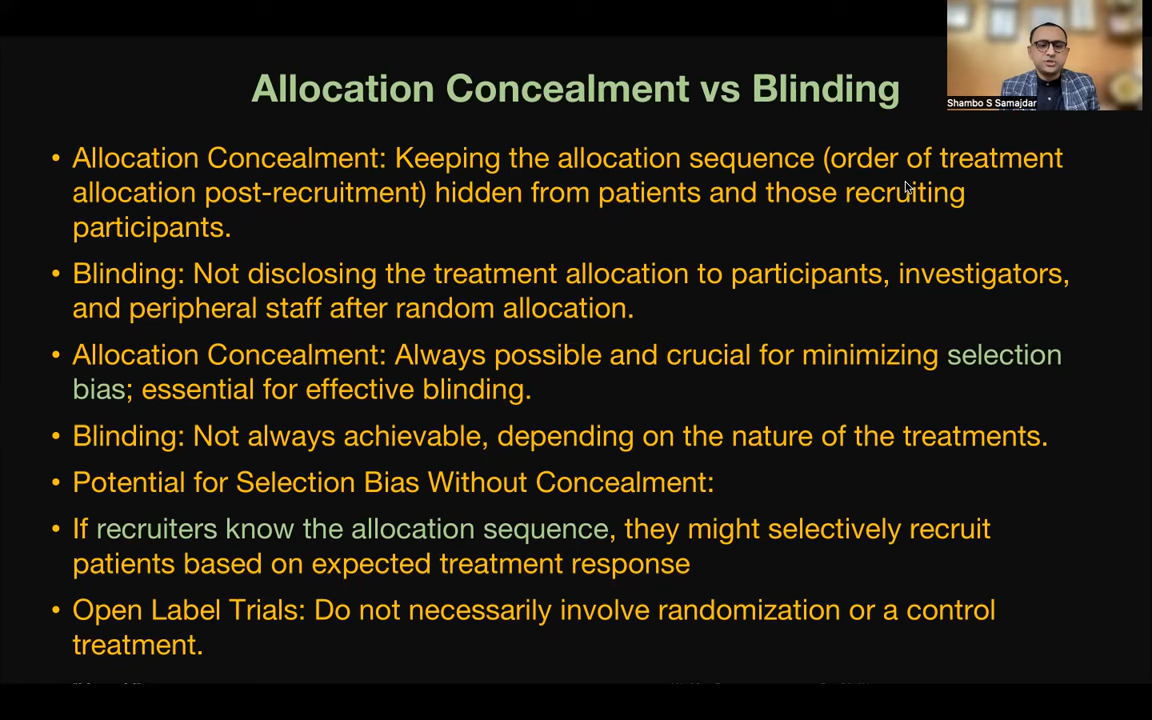 Allocation Concealment vs Blinding
Shambo S Samajdar
• Allocation Concealment: Keeping the allocation sequence (order of treatment
allocation post-recruitment) hidden from patients and those recruiting
participants.
• Blinding: Not disclosing the treatment allocation to participants, investigators,
and peripheral staff after random allocation.
• Allocation Concealment: Always possible and crucial for minimizing selection
bias; essential for effective blinding.
• Blinding: Not always achievable, depending on the nature of the treatments.
• Potential for Selection Bias Without Concealment:
• If recruiters know the allocation sequence, they might selectively recruit
patients based on expected treatment response
• Open Label Trials: Do not necessarily involve randomization or a control
treatment.